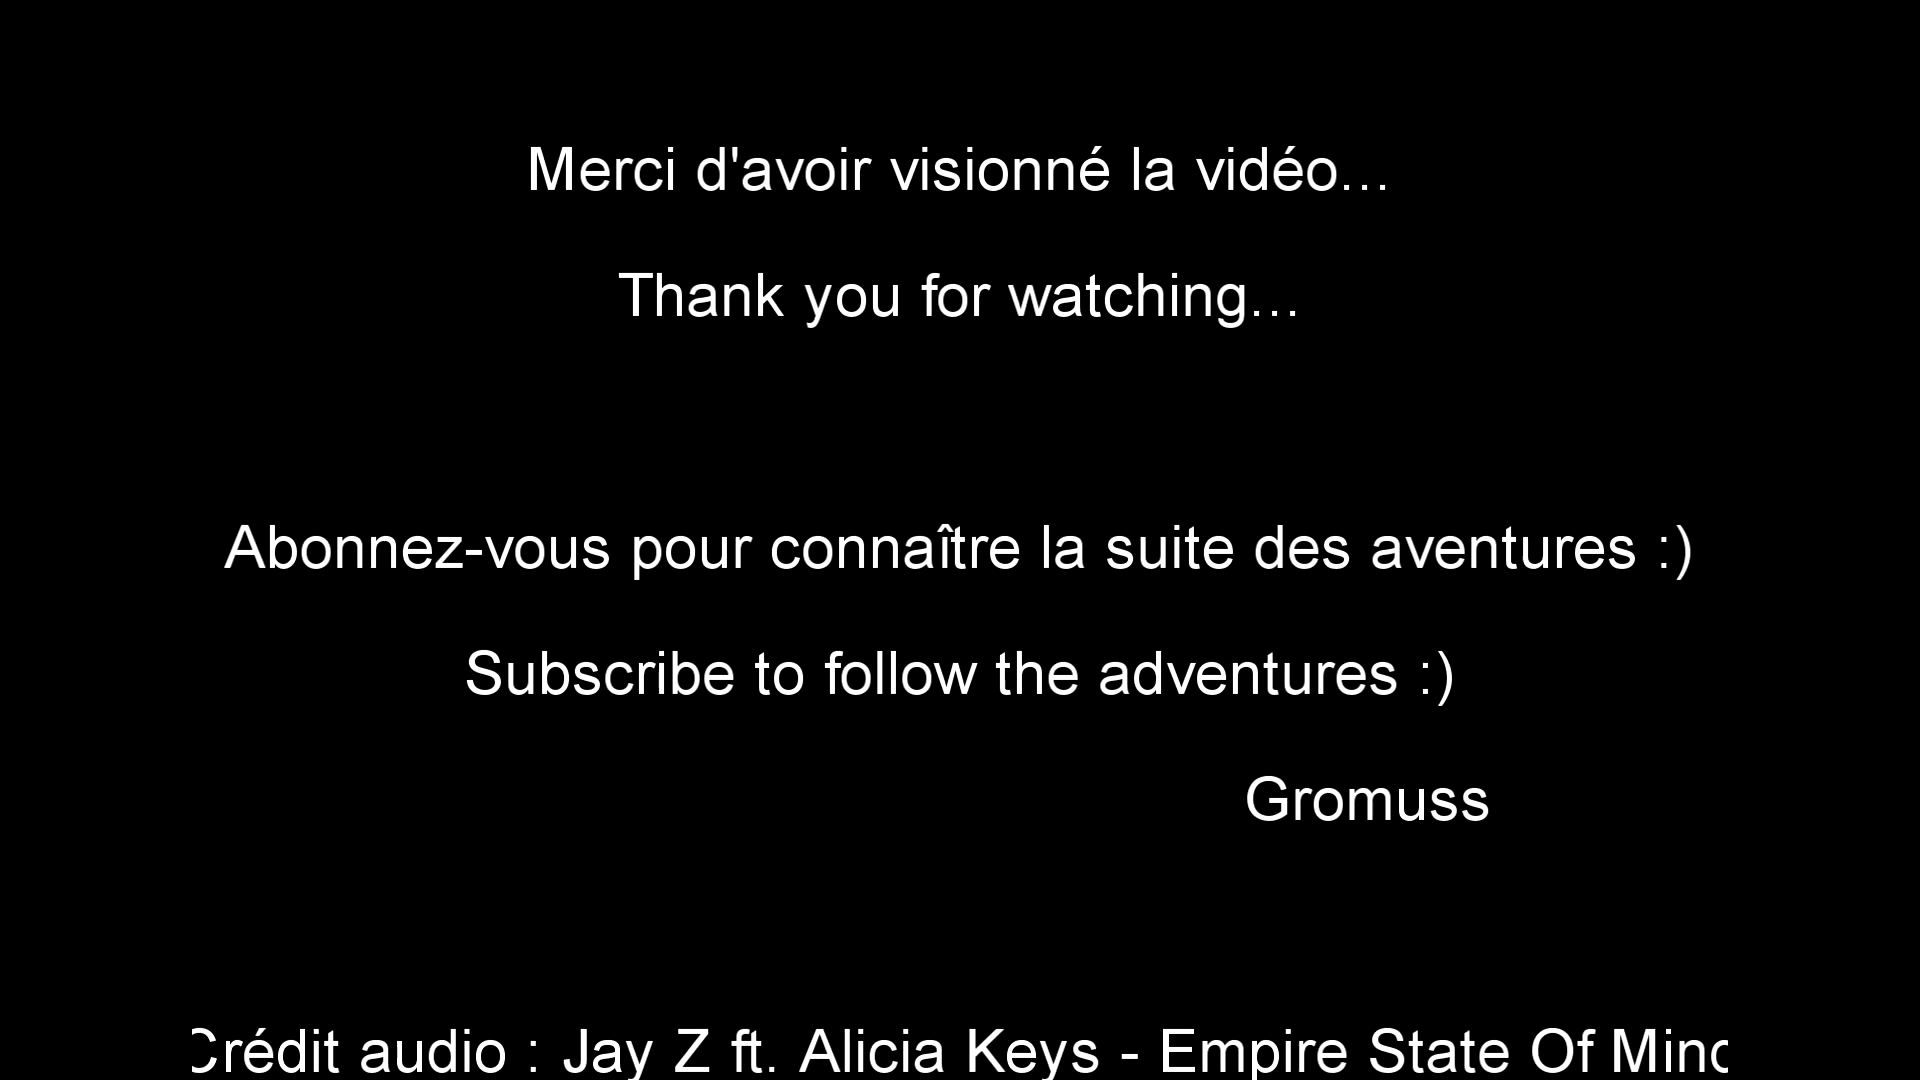 Merci d'avoir visionné la vidéo...
Thank you for watching...
Abonnez-vous pour connaître la suite des aventures :)
Subscribe to follow the adventures :)
Gromuss
Crédit audio : Jay Z ft. Alicia Keys - Empire State Of Mind